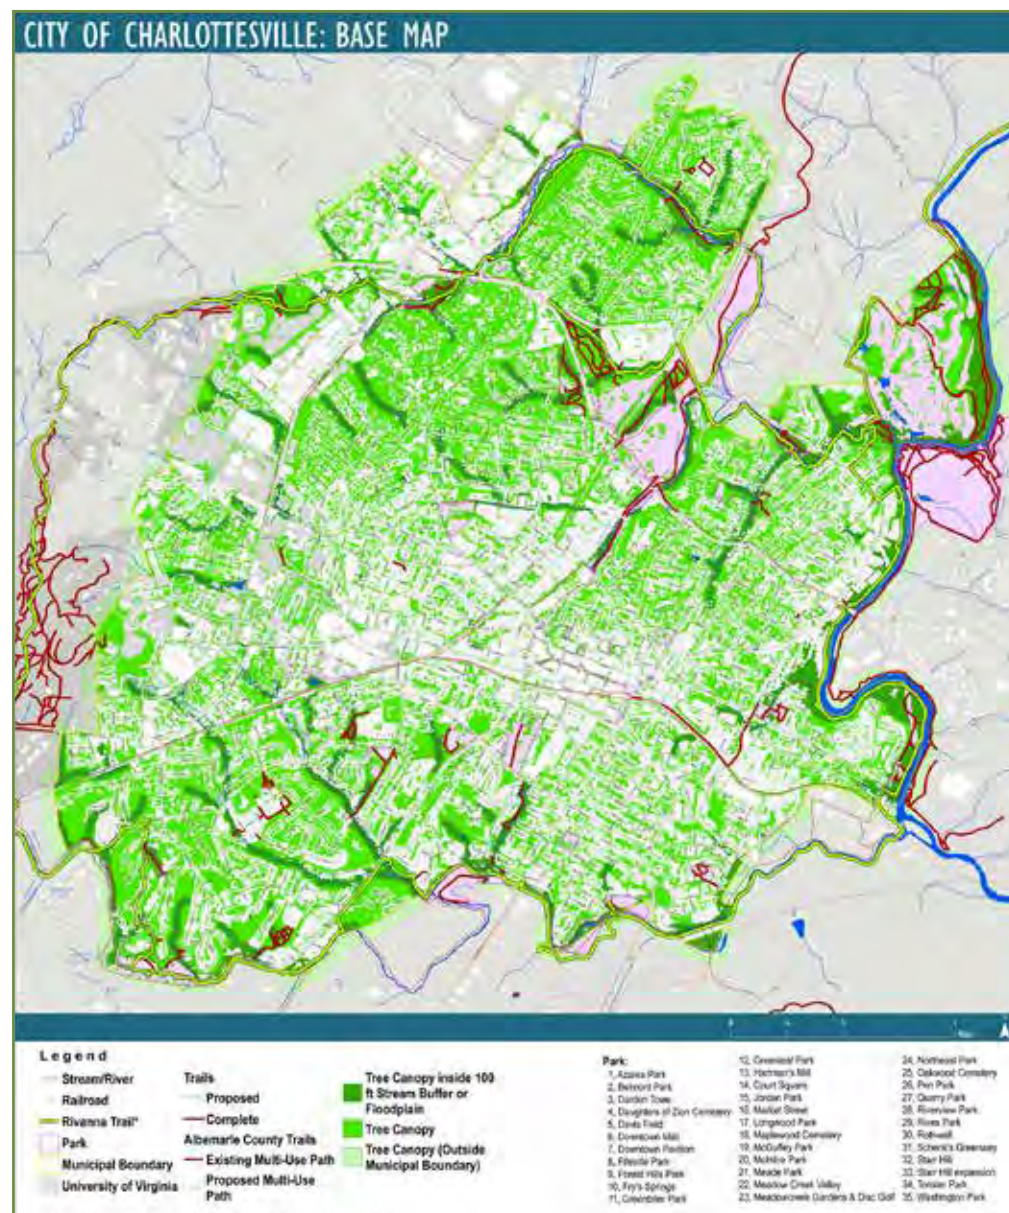 CITY OF CHARLOTTESVILLE: BASE MAP
Legend
Stream/River
Railroad
Rivanna Trail*
Park
Municipal Boundary
University of Virginia
Trails
Proposed
Complete
Albemarle County Trails
Existing Multi-Use Path
Proposed Multi-Use
Path
Tree Canopy inside 100
ft Stream Buffer or
Floodplain
Tree Canopy
Tree Canopy (Outside
Municipal Boundary)
Park:
1, Azalea Park
2, Belmont Park
3, Darden Towe
4, Daughters of Zion Cemetery
5, Davis Field
6, Downtown Mall
7, Downtown Pavilion
8, Fifeville Park
9, Forest Hills Park
10, Fry's Springs
11, Greenbrier Park
12, Greenleaf Park
13, Hartman's Mill
14, Court Square
15, Jordan Park
16, Market Street
17, Longwood Park
18, Maplewood Cemetery
19, McGuffey Park
20, McIntire Park
21, Meade Park
22, Meadow Creek Valley
23, Meadowcreek Gardens & Disc Golf
24, Northeast Park
25, Oakwood Cemetery
26, Pen Park
27, Quarry Park
28, Riverview Park
29, Rives Park
30, Rothwell
31, Schenk's Greenway
32, Starr Hill
33, Starr Hill expansion
34, Tonsler Park
35, Washington Park